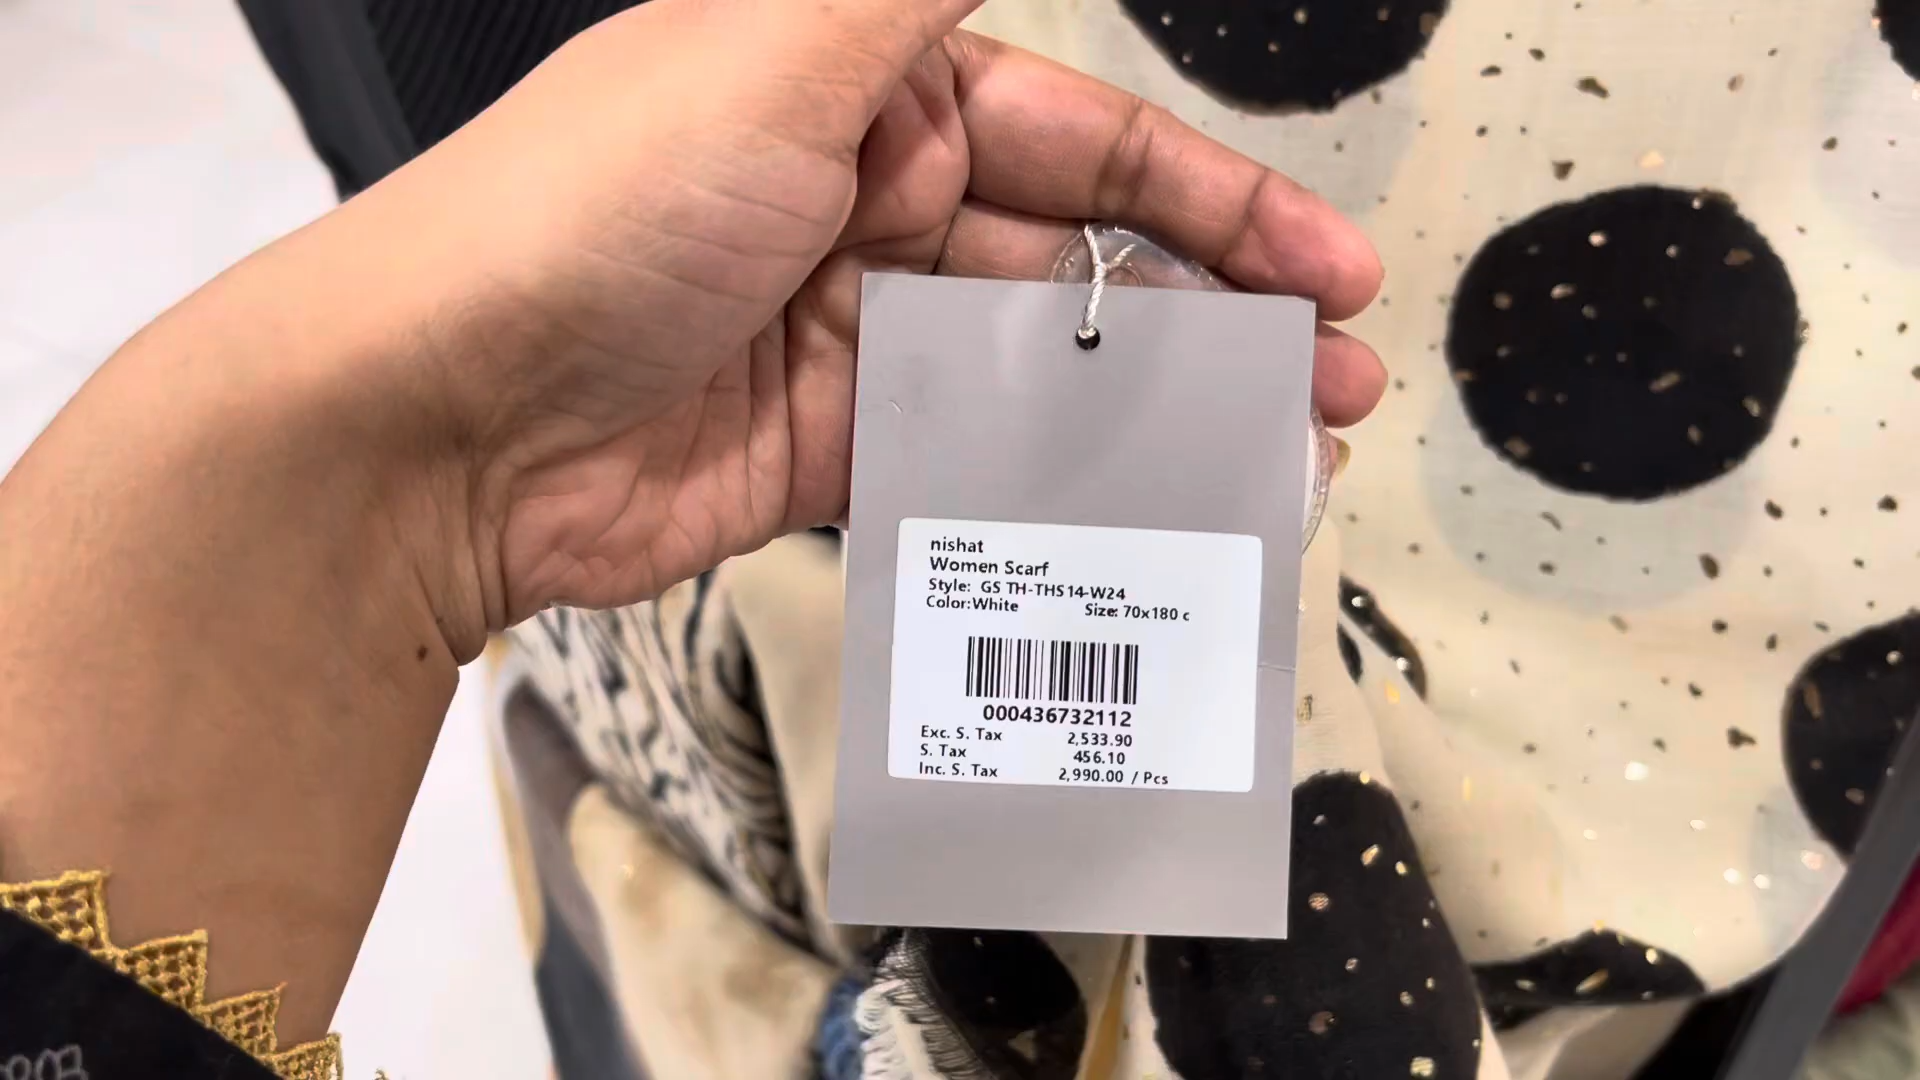 nishat
Women Scarf
Style: GS TH-THS14-W24
Color:White Size: 70x180 c
000436732112
Exc. S. Tax 2,533.90
S. Tax 456.10
Inc. S. Tax 2,990.00 / Pcs